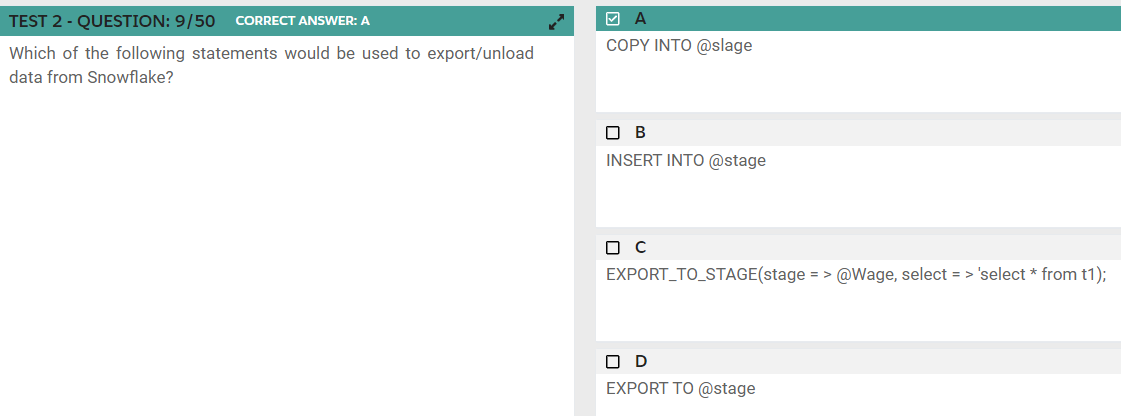 TEST 2 - QUESTION: 9/50 CORRECT ANSWER: A
Which of the following statements would be used to export/unload
data from Snowflake?
A
COPY INTO @slage
B
INSERT INTO @stage
C
EXPORT_TO_STAGE(stage = > @Wage, select = > 'select * from t1);
D
EXPORT TO @stage